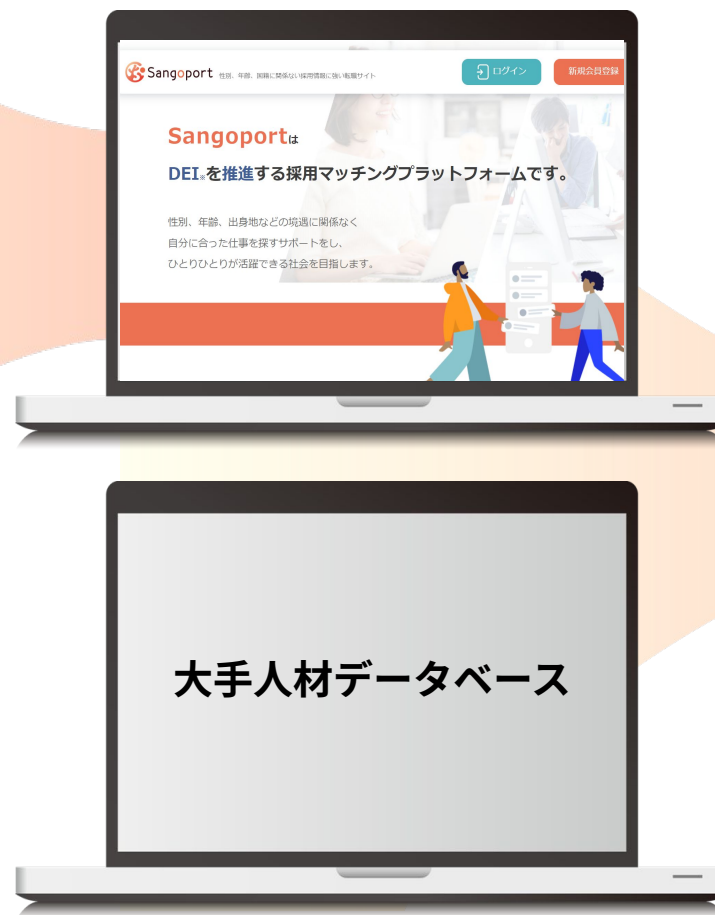 Sangoport 性別、年齢、国籍に関係ない採用情報に強い転職サイト
ログイン
新規会員登録
Sangoportは
DEI※を推進する採用マッチングプラットフォームです。
性別、年齢、出身地などの境遇に関係なく
自分に合った仕事を探すサポートをし、
ひとりひとりが活躍できる社会を目指します。
大手人材データベース